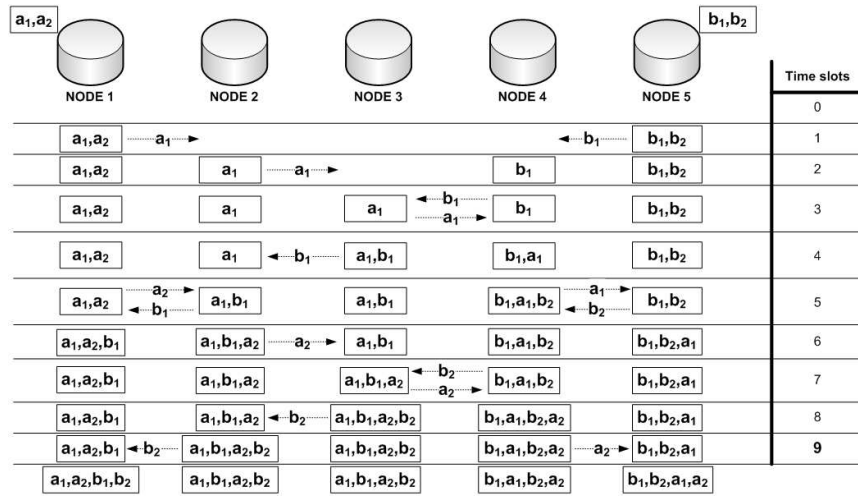 a₁,a₂ b₁,b₂
Time slots
NODE 1 NODE 2 NODE 3 NODE 4 NODE 5
0
a₁,a₂ a₁ b₁ b₁,b₂ 1
a₁,a₂ a₁ a₁ b₁ b₁,b₂ 2
a₁,a₂ a₁ a₁ b₁ a₁ b₁ b₁,b₂ 3
a₁,a₂ a₁ b₁ a₁,b₁ b₁,a₁ b₁,b₂ 4
a₁,a₂ a₂ b₁ a₁,b₁ a₁,b₁ b₁,a₁,b₂ a₁ b₂ b₁,b₂ 5
a₁,a₂,b₁ a₁,b₁,a₂ a₂ a₁,b₁ b₁,a₁,b₂ b₁,b₂,a₁ 6
a₁,a₂,b₁ a₁,b₁,a₂ a₁,b₁,a₂ b₂ a₂ b₁,a₁,b₂ b₁,b₂,a₁ 7
a₁,a₂,b₁ a₁,b₁,a₂ b₂ a₁,b₁,a₂,b₂ b₁,a₁,b₂,a₂ b₁,b₂,a₁ 8
a₁,a₂,b₁ b₂ a₁,b₁,a₂,b₂ a₁,b₁,a₂,b₂ b₁,a₁,b₂,a₂ a₂ b₁,b₂,a₁ 9
a₁,a₂,b₁,b₂ a₁,b₁,a₂,b₂ a₁,b₁,a₂,b₂ b₁,a₁,b₂,a₂ b₁,b₂,a₁,a₂